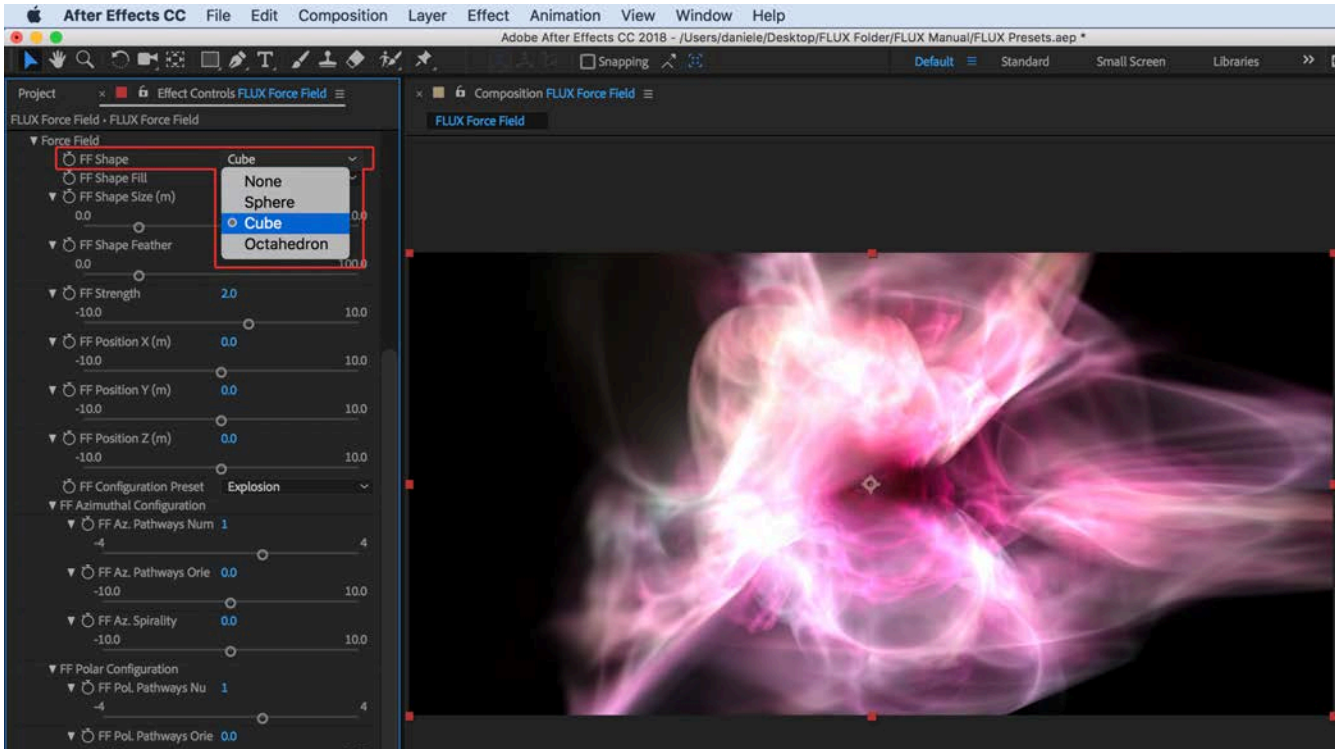 After Effects CC File Edit Composition Layer Effect Animation View Window Help
Adobe After Effects CC 2018 - /Users/daniele/Desktop/FLUX Folder/FLUX Manual/FLUX Presets.aep *
T Snapping Default Standard Small Screen Libraries >>
Project × Effect Controls FLUX Force Field × Composition FLUX Force Field
FLUX Force Field • FLUX Force Field
FLUX Force Field
Force Field
FF Shape Cube
None
Sphere
Cube
Octahedron
FF Shape Fill
FF Shape Size (m)
0.0
FF Shape Feather
0.0 100.0
FF Strength 2.0
-10.0 10.0
FF Position X (m) 0.0
-10.0 10.0
FF Position Y (m) 0.0
-10.0 10.0
FF Position Z (m) 0.0
-10.0 10.0
FF Configuration Preset Explosion
FF Azimuthal Configuration
FF Az. Pathways Num 1
-4 4
FF Az. Pathways Orie 0.0
-10.0 10.0
FF Az. Spirality 0.0
-10.0 10.0
FF Polar Configuration
FF Pol. Pathways Nu 1
-4 4
FF Pol. Pathways Orie 0.0